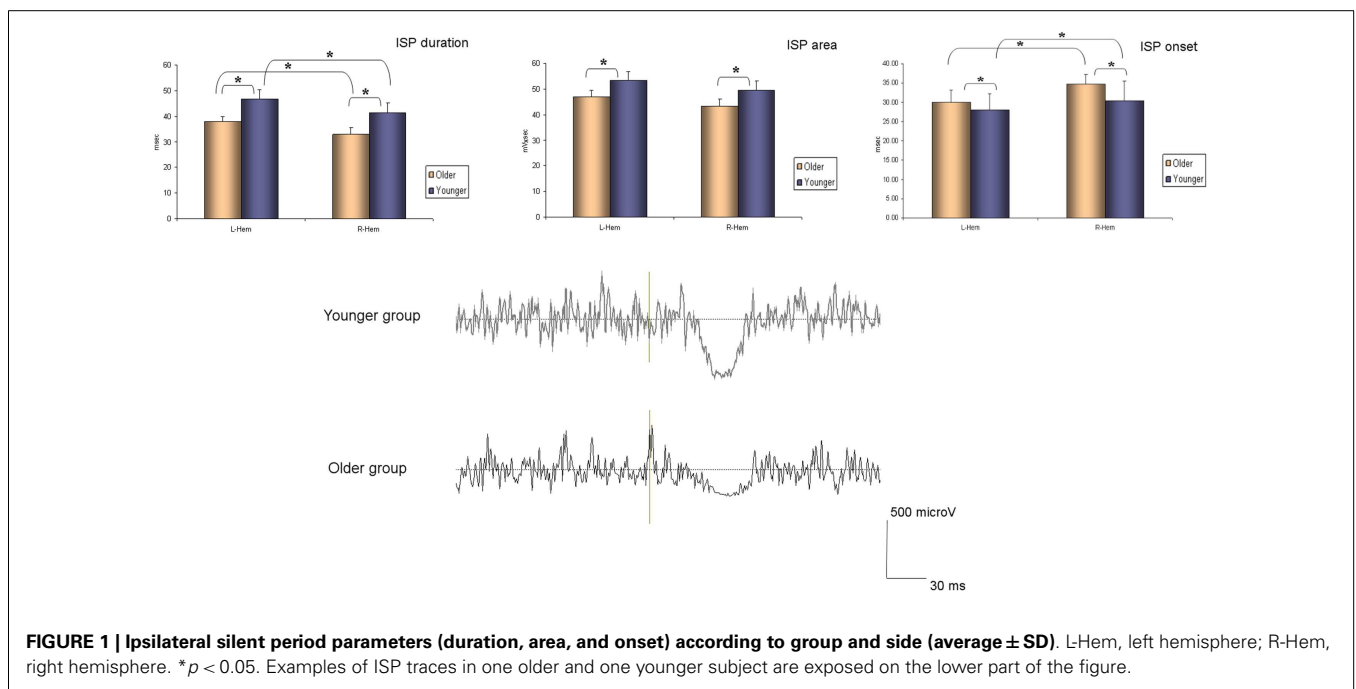 ISP duration
*
*
*
*
60
50
40
30
20
10
0
msec
L-Hem
R-Hem
Older
Younger
ISP area
*
*
60
50
40
30
20
10
0
L-Hem
R-Hem
Older
Younger
ISP onset
*
*
*
*
40.00
35.00
30.00
25.00
20.00
15.00
10.00
5.00
0.00
msec
L-Hem
R-Hem
Older
Younger
Younger group
Older group
500 microV
30 ms
FIGURE 1 | Ipsilateral silent period parameters (duration, area, and onset) according to group and side (average ± SD). L-Hem, left hemisphere; R-Hem,
right hemisphere. *p < 0.05. Examples of ISP traces in one older and one younger subject are exposed on the lower part of the figure.